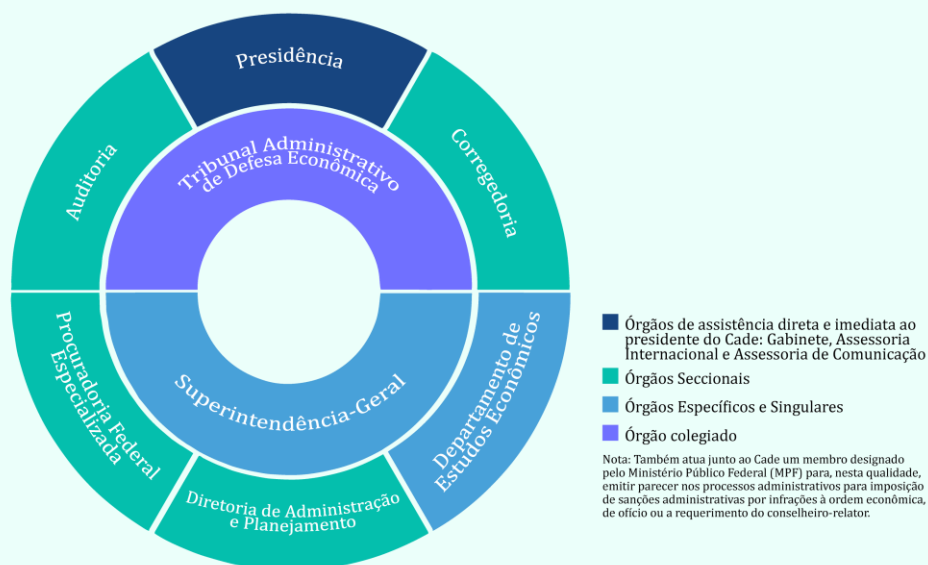 Presidência
Auditoria
Corregedoria
Tribunal Administrativo
de Defesa Econômica
Superintendência-Geral
Procuradoria Federal
Especializada
Diretoria de Administração
e Planejamento
Departamento de
Estudos Econômicos
Órgãos de assistência direta e imediata ao
presidente do Cade: Gabinete, Assessoria
Internacional e Assessoria de Comunicação
Órgãos Seccionais
Órgãos Específicos e Singulares
Órgão colegiado
Nota: Também atua junto ao Cade um membro designado
pelo Ministério Público Federal (MPF) para, nesta qualidade,
emitir parecer nos processos administrativos para imposição
de sanções administrativas por infrações à ordem econômica,
de ofício ou a requerimento do conselheiro-relator.